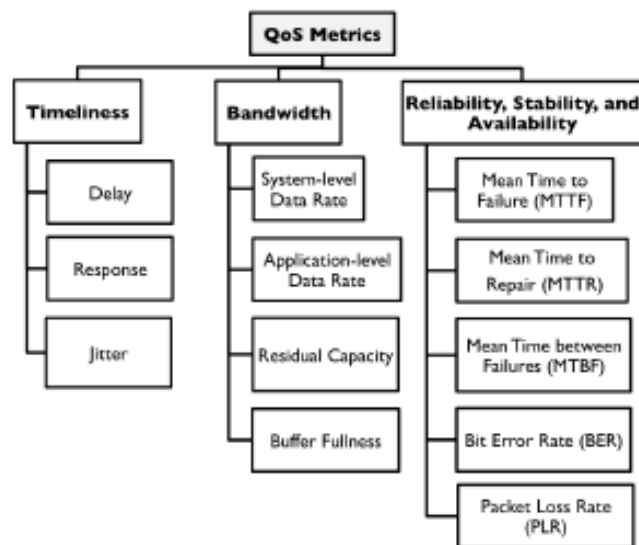 QoS Metrics
Timeliness
Delay
Response
Jitter
Bandwidth
System-level
Data Rate
Application-level
Data Rate
Residual Capacity
Buffer Fullness
Reliability, Stability, and
Availability
Mean Time to
Failure (MTTF)
Mean Time to
Repair (MTTR)
Mean Time between
Failures (MTBF)
Bit Error Rate (BER)
Packet Loss Rate
(PLR)